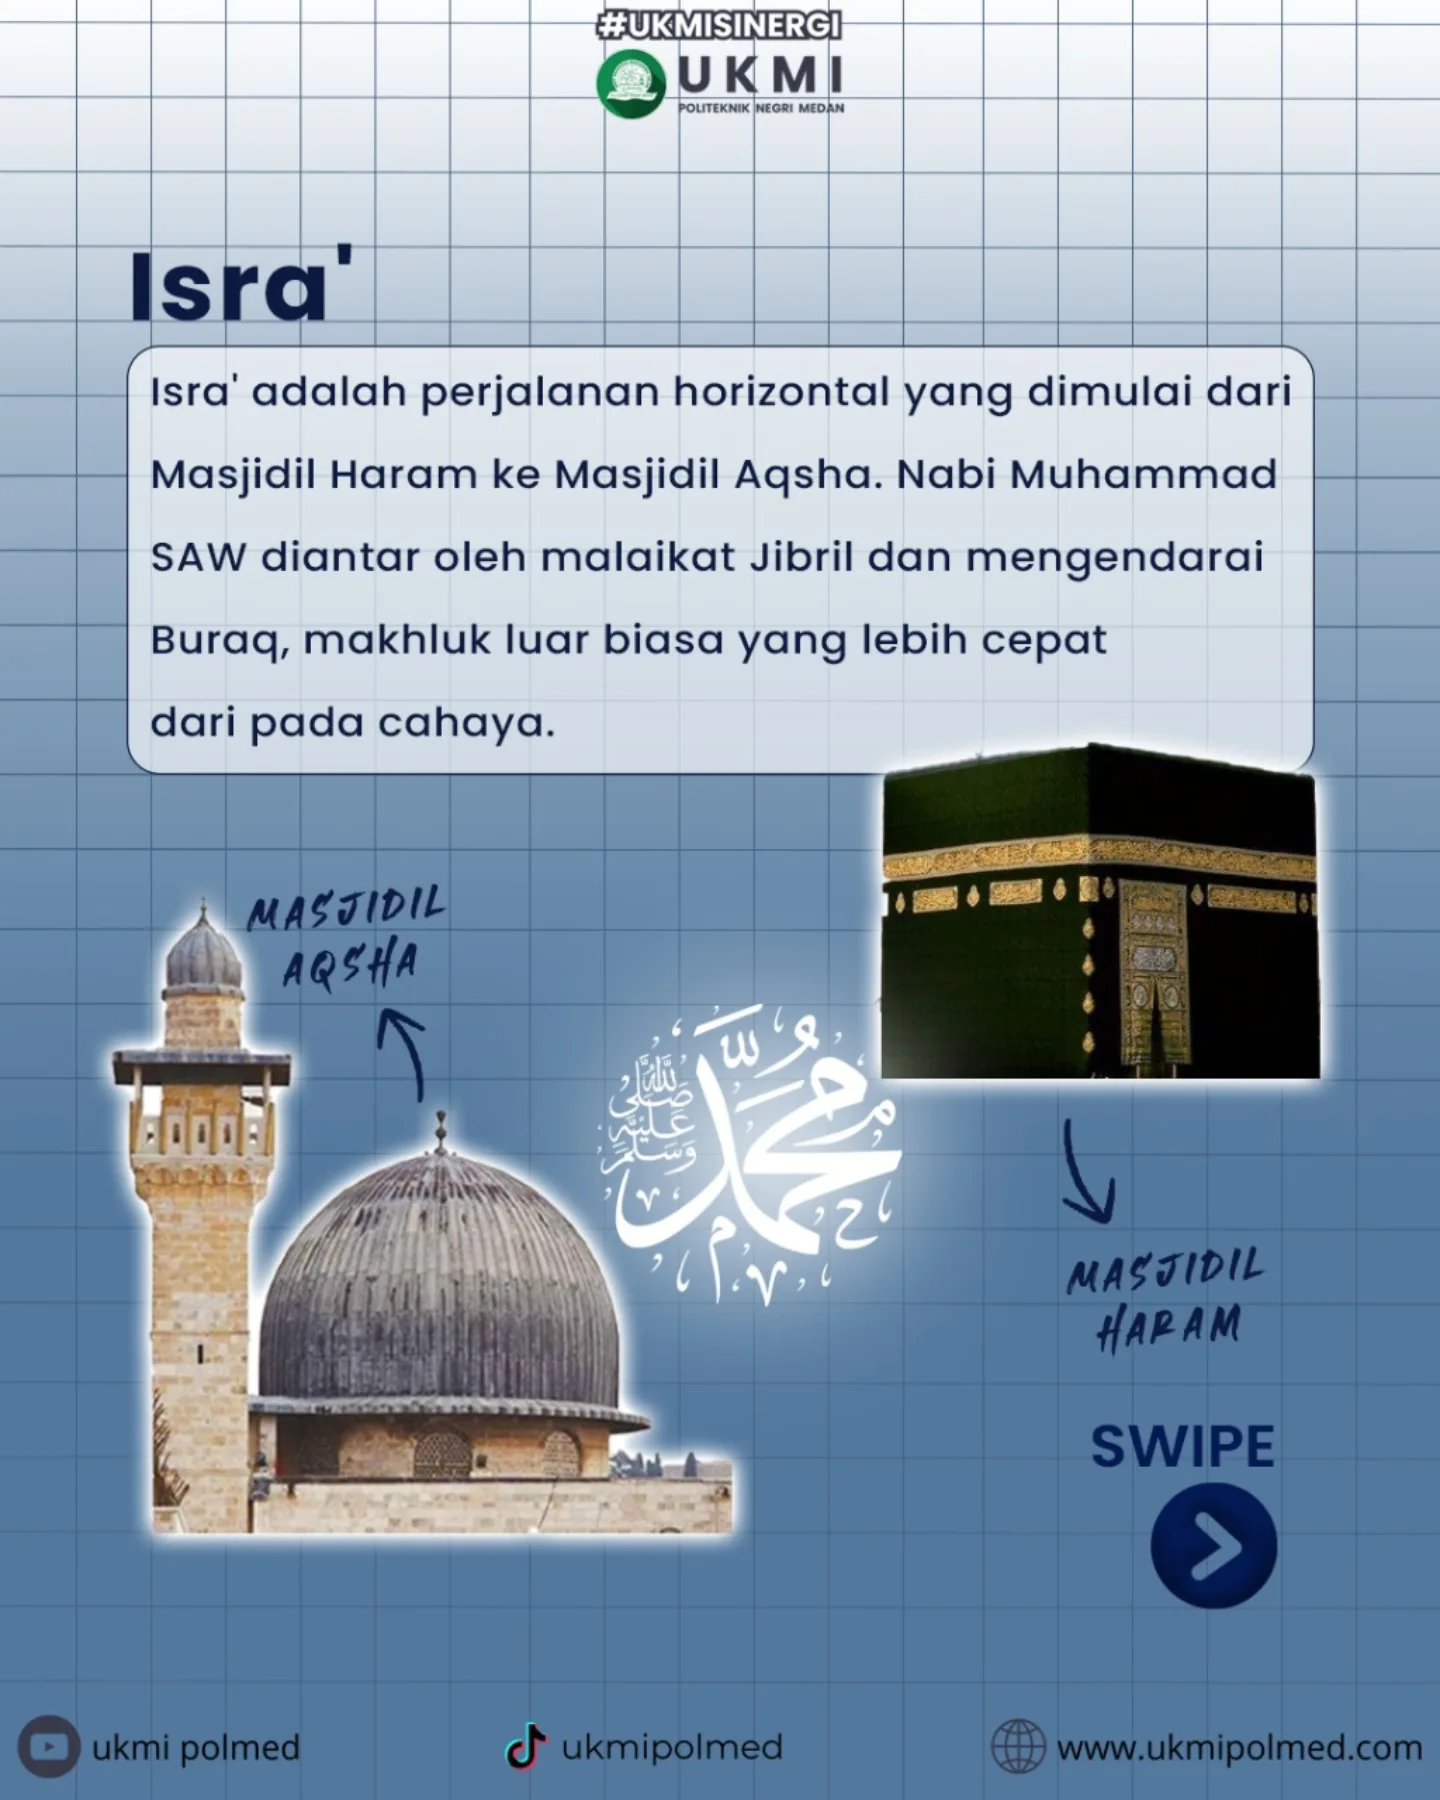 #UKMISINERGI
UKMI
POLITEKNIK NEGRI MEDAN
Isra'
Isra' adalah perjalanan horizontal yang dimulai dari
Masjidil Haram ke Masjidil Aqsha. Nabi Muhammad
SAW diantar oleh malaikat Jibril dan mengendarai
Buraq, makhluk luar biasa yang lebih cepat
dari pada cahaya.
MASJIDIL
AQSHA
محمد
صلى الله
عليه
وسلم
MASJIDIL
HARAM
SWIPE
ukmi polmed
ukmipolmed
www.ukmipolmed.com